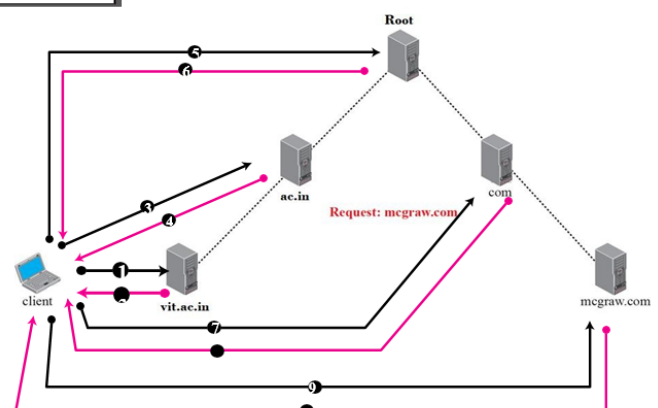 Root
5
6
3
ac.in
com
4
Request: mcgraw.com
1
client
vit.ac.in
mcgraw.com
7
9